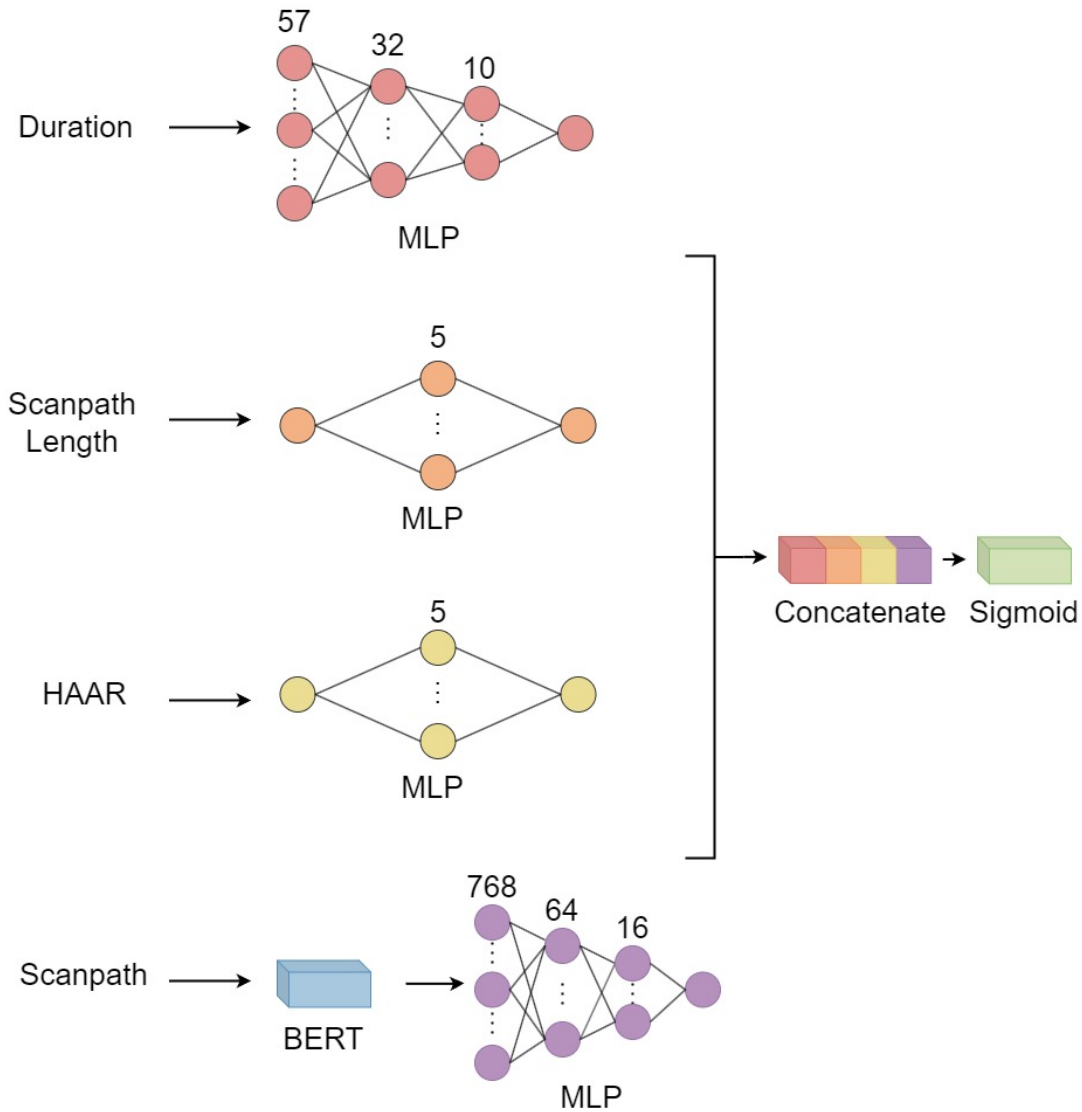 57
32
10
Duration
MLP
5
Scanpath
Length
MLP
5
HAAR
MLP
Concatenate
Sigmoid
768
64
16
Scanpath
BERT
MLP